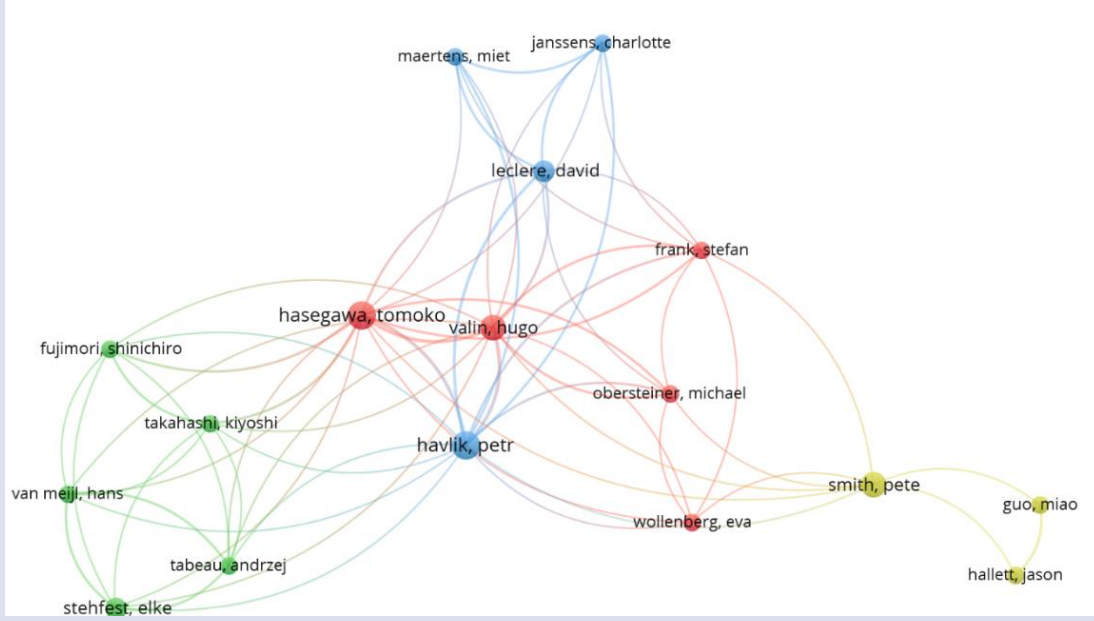 janssens, charlotte
maertens, miet
leclere, david
frank, stefan
hasegawa, tomoko
valin, hugo
fujimori, shinichiro
obersteiner, michael
takahashi, kiyoshi
havlik, petr
smith, pete
van meijl, hans
guo, miao
wollenberg, eva
tabeau, andrzej
hallett, jason
stehfest, elke